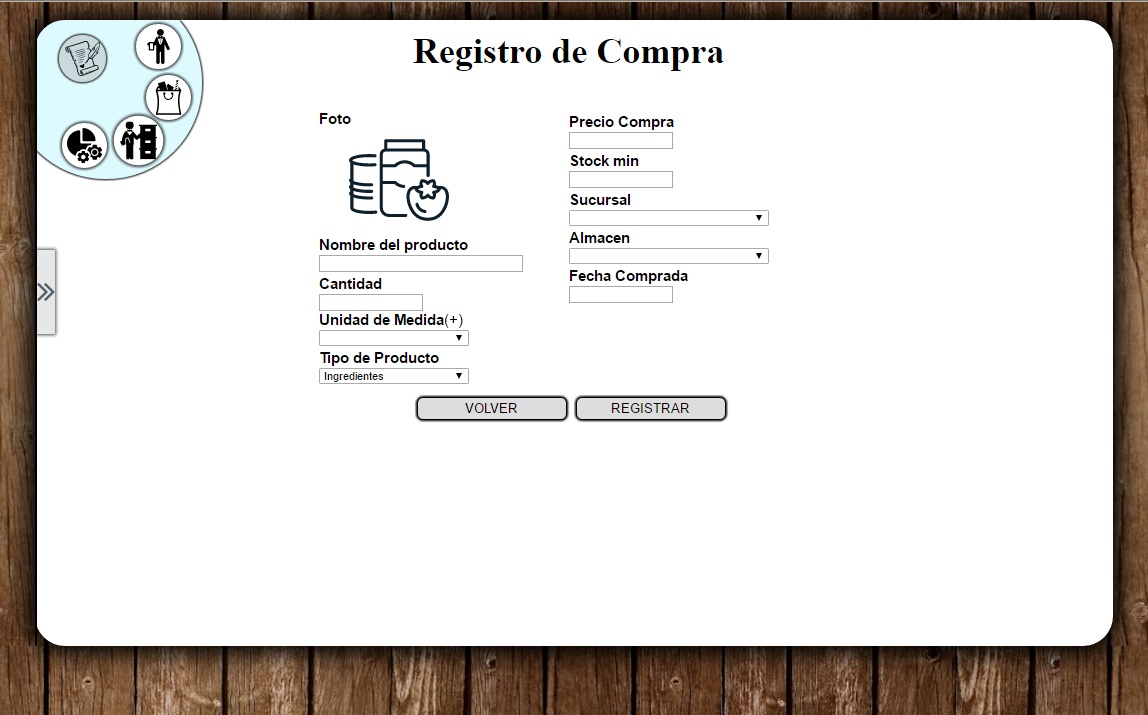 Registro de Compra
Foto
Nombre del producto
Cantidad
Unidad de Medida(+)
Tipo de Producto
Ingredientes
Precio Compra
Stock min
Sucursal
Almacen
Fecha Comprada
VOLVER
REGISTRAR